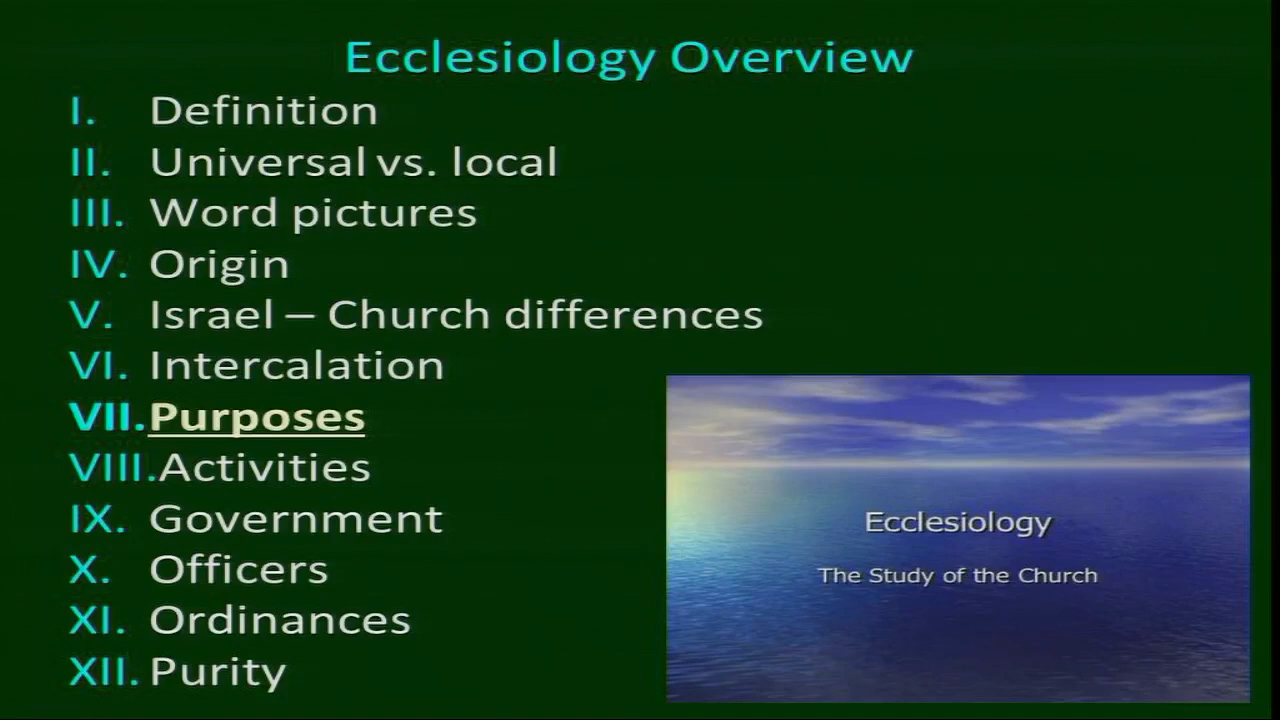 Ecclesiology Overview
I. Definition
II. Universal vs. local
III. Word pictures
IV. Origin
V. Israel – Church differences
VI. Intercalation
VII. Purposes
VIII. Activities
IX. Government
X. Officers
XI. Ordinances
XII. Purity
Ecclesiology
The Study of the Church